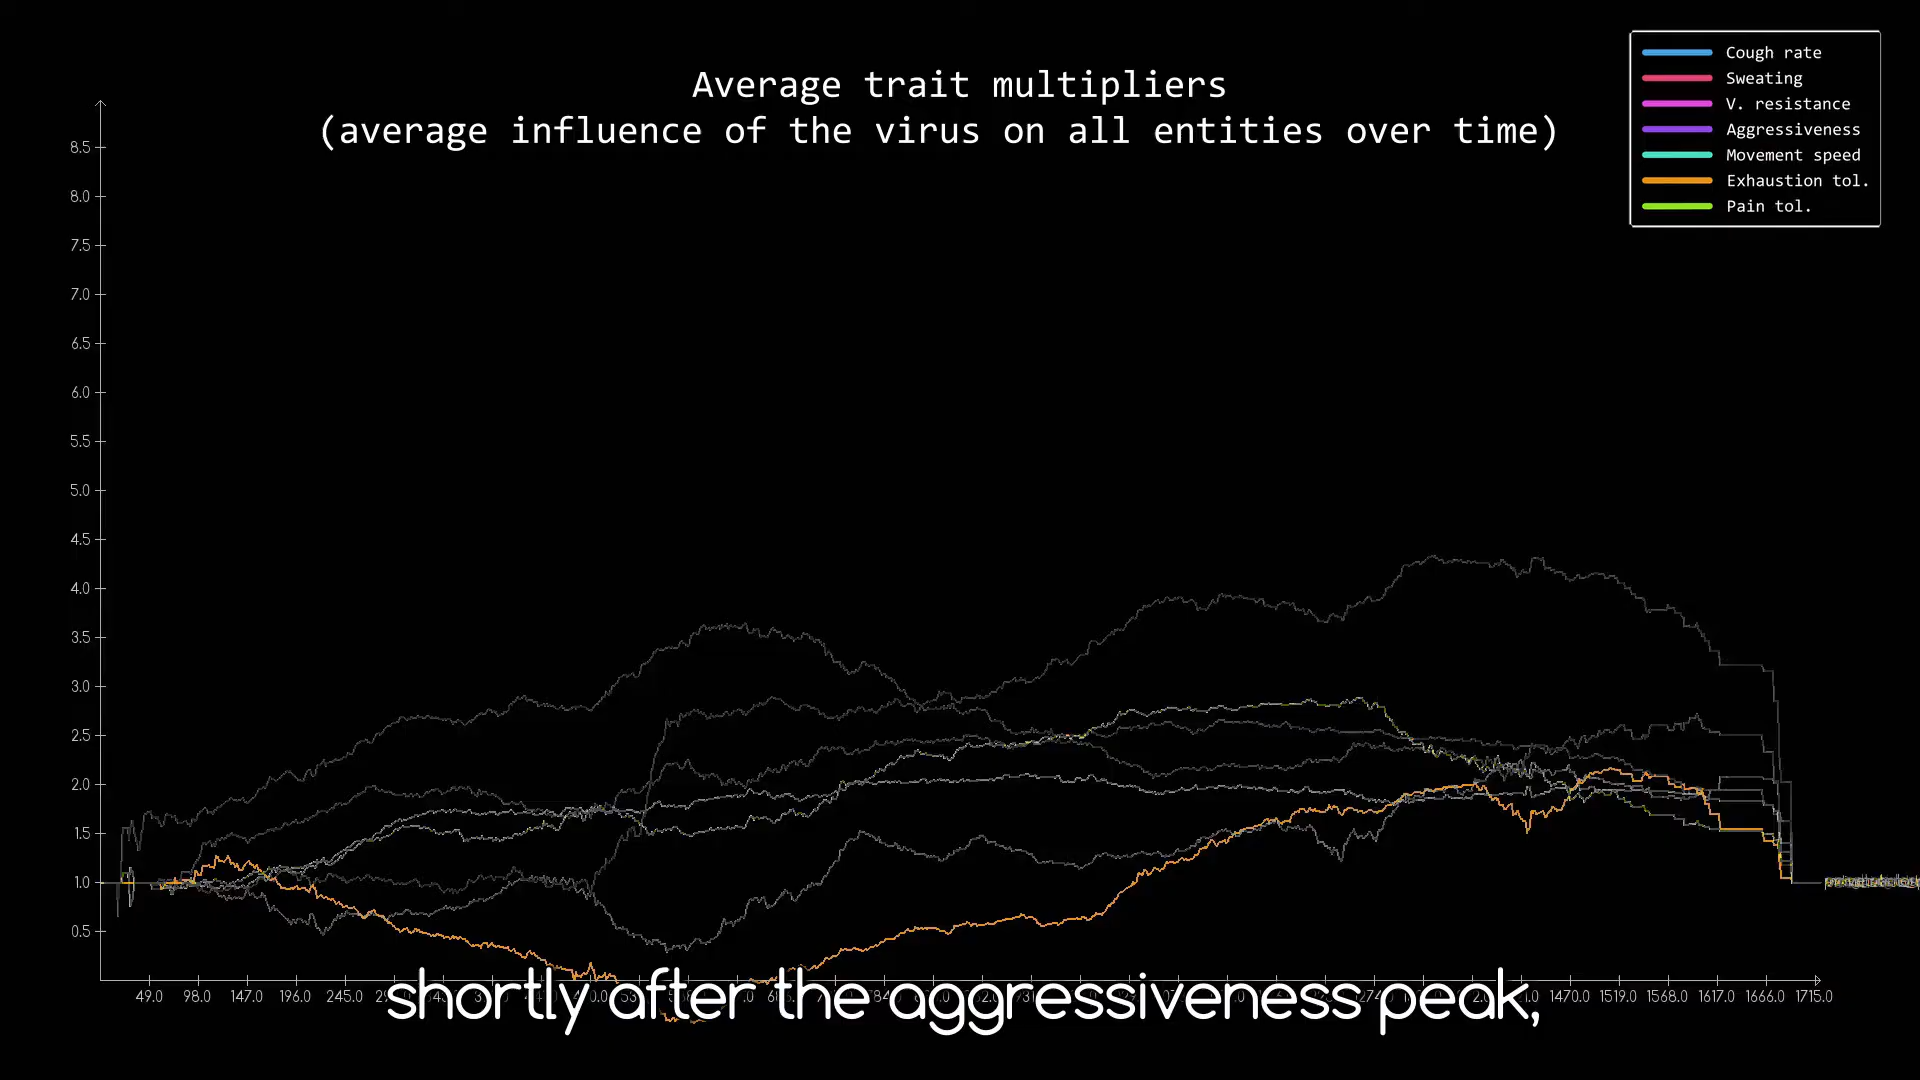 Average trait multipliers
(average influence of the virus on all entities over time)
Cough rate
Sweating
V. resistance
Aggressiveness
Movement speed
Exhaustion tol.
Pain tol.
8.5
8.0
7.5
7.0
6.5
6.0
5.5
5.0
4.5
4.0
3.5
3.0
2.5
2.0
1.5
1.0
0.5
49.0 98.0 147.0 196.0 245.0 1470.0 1519.0 1568.0 1617.0 1666.0 1715.0
shortly after the aggressiveness peak,